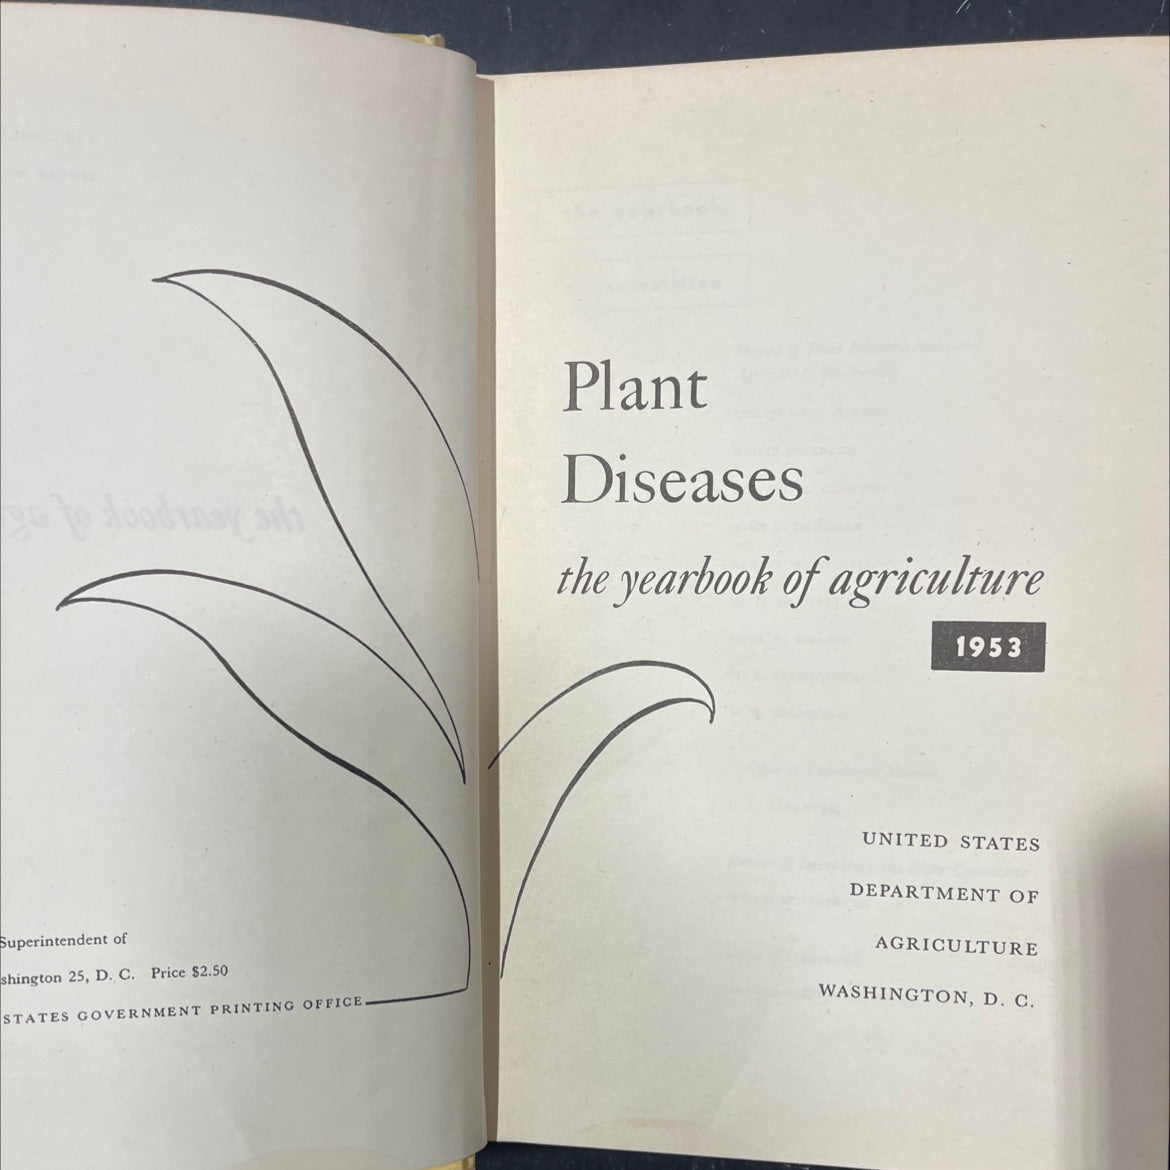 Superintendent of
shington 25, D. C. Price $2.50
STATES GOVERNMENT PRINTING OFFICE
Plant
Diseases
the yearbook of agriculture
1953
UNITED STATES
DEPARTMENT OF
AGRICULTURE
WASHINGTON, D. C.